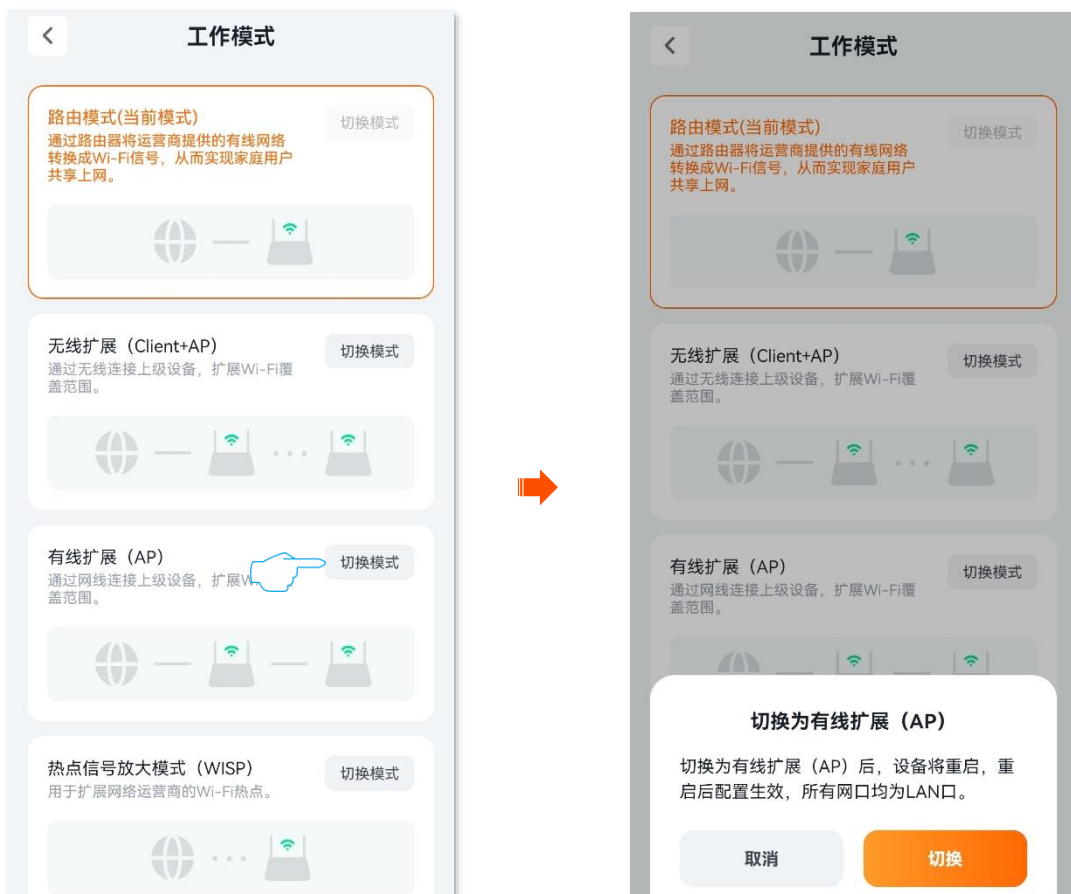 工作模式
路由模式(当前模式)
切换模式
通过路由器将运营商提供的有线网络
转换成Wi-Fi信号，从而实现家庭用户
共享上网。
无线扩展（Client+AP）
切换模式
通过无线连接上级设备，扩展Wi-Fi覆
盖范围。
有线扩展（AP）
切换模式
通过网线连接上级设备，扩展W
盖范围。
热点信号放大模式（WISP）
切换模式
用于扩展网络运营商的Wi-Fi热点。
工作模式
路由模式(当前模式)
切换模式
通过路由器将运营商提供的有线网络
转换成Wi-Fi信号，从而实现家庭用户
共享上网。
无线扩展（Client+AP）
切换模式
通过无线连接上级设备，扩展Wi-Fi覆
盖范围。
有线扩展（AP）
切换模式
通过网线连接上级设备，扩展Wi-Fi覆
盖范围。
切换为有线扩展（AP）
切换为有线扩展（AP）后，设备将重启，重
启后配置生效，所有网口均为LAN口。
取消
切换